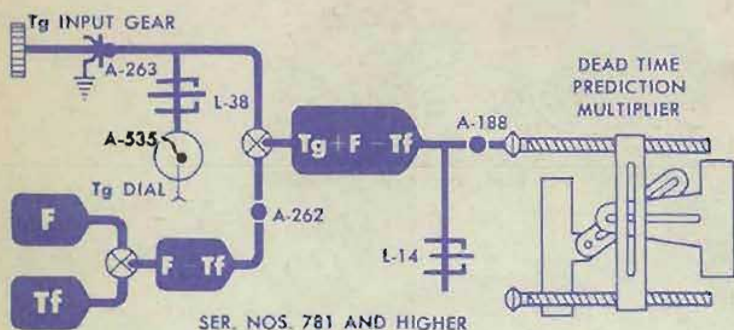 Tg INPUT GEAR
A-263
L-38
A-535
Tg DIAL
DEAD TIME
PREDICTION
MULTIPLIER
A-188
Tg + F - Tf
F
A-262
F - Tf
L-14
Tf
SER. NOS. 781 AND HIGHER